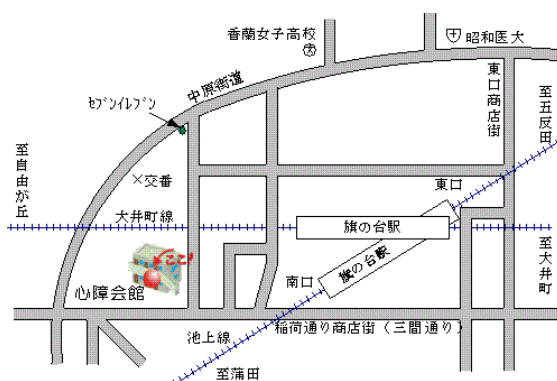 香蘭女子高校
昭和医大
中原街道
セブンイレブン
東口商店街
至五反田
至自由が丘
交番
東口
大井町線
旗の台駅
至大井町
ここ!
南口
旗の台駅
心障会館
池上線
稲荷通り商店街(三間通り)
至蒲田